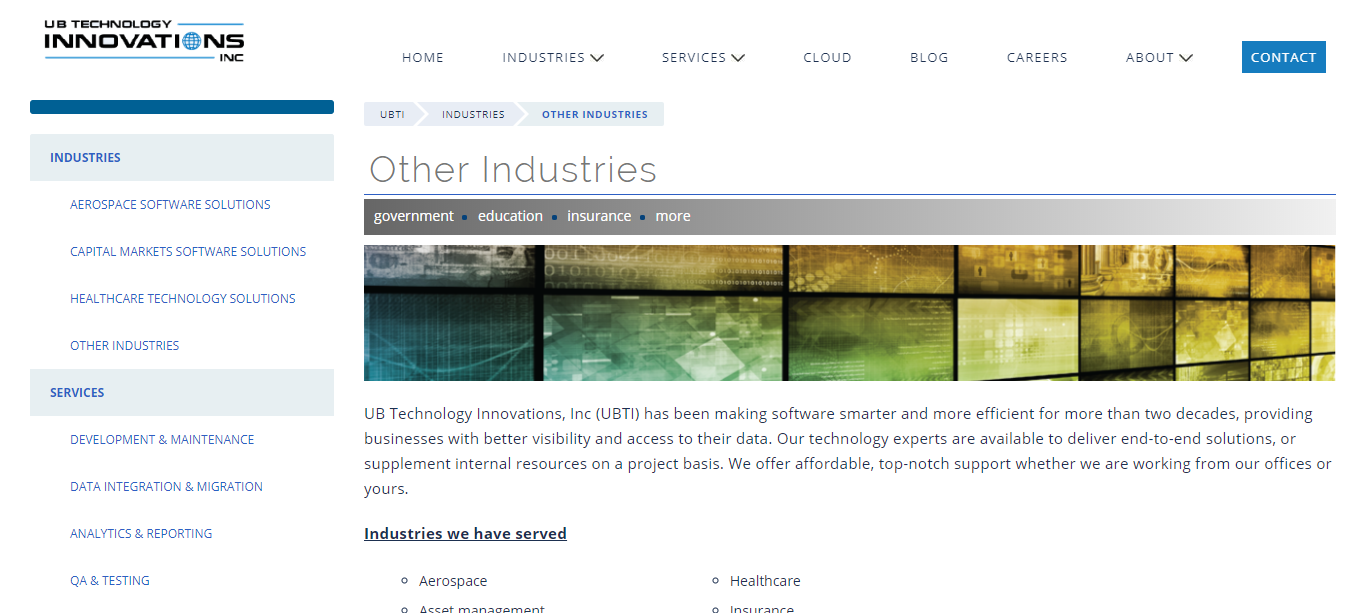 UB TECHNOLOGY
INNOVATIONS
INC
HOME
INDUSTRIES
SERVICES
CLOUD
BLOG
CAREERS
ABOUT
CONTACT
INDUSTRIES
AEROSPACE SOFTWARE SOLUTIONS
CAPITAL MARKETS SOFTWARE SOLUTIONS
HEALTHCARE TECHNOLOGY SOLUTIONS
OTHER INDUSTRIES
SERVICES
DEVELOPMENT & MAINTENANCE
DATA INTEGRATION & MIGRATION
ANALYTICS & REPORTING
QA & TESTING
UBTI
INDUSTRIES
OTHER INDUSTRIES
Other Industries
government • education • insurance • more
UB Technology Innovations, Inc (UBTI) has been making software smarter and more efficient for more than two decades, providing
businesses with better visibility and access to their data. Our technology experts are available to deliver end-to-end solutions, or
supplement internal resources on a project basis. We offer affordable, top-notch support whether we are working from our offices or
yours.
Industries we have served
Aerospace
Asset management
Healthcare
Insurance